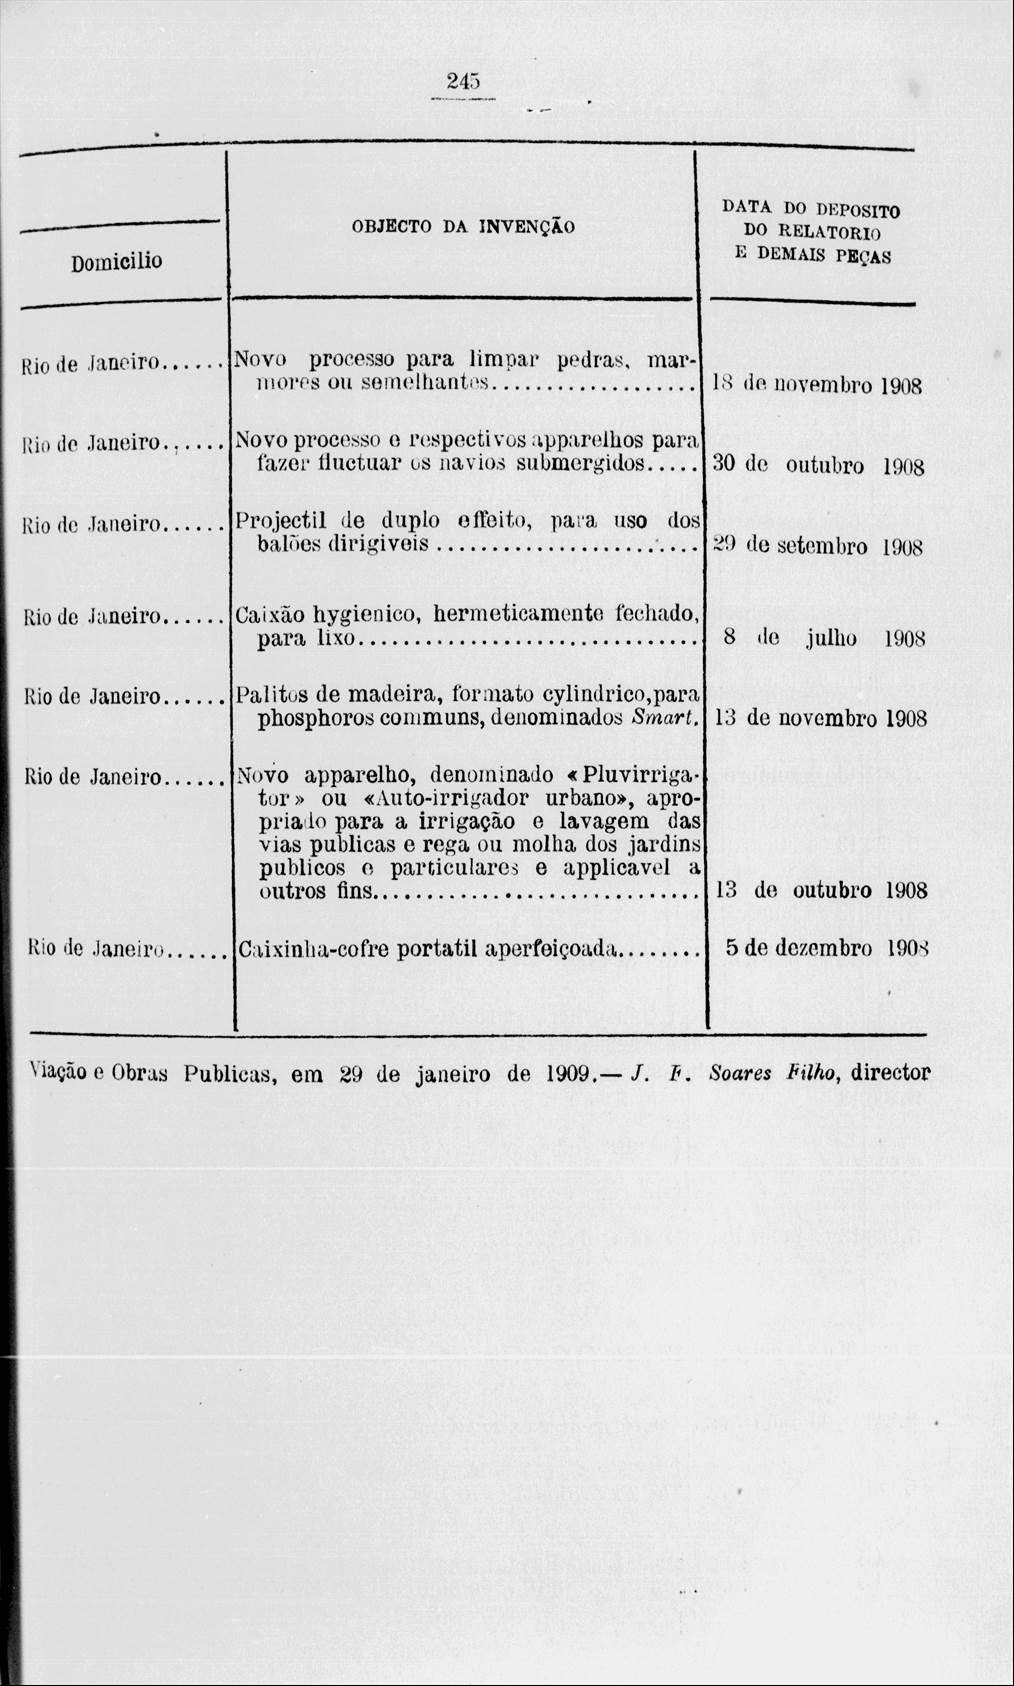 245
Domicilio
OBJECTO DA INVENÇÃO
DATA DO DEPOSITO
DO RELATORIO
E DEMAIS PEÇAS
Rio de Janeiro...... Novo processo para limpar pedras, mar-
mores ou semelhantes................... 18 de novembro 1908
Rio de Janeiro...... Novo processo e respectivos apparelhos para
fazer fluctuar os navios submergidos..... 30 de outubro 1908
Rio de Janeiro...... Projectil de duplo effeito, para uso dos
balões dirigiveis ........................ 29 de setembro 1908
Rio de Janeiro...... Caixão hygienico, hermeticamente fechado,
para lixo................................ 8 de julho 1908
Rio de Janeiro...... Palitos de madeira, formato cylindrico,para
phosphoros communs, denominados Smart. 13 de novembro 1908
Rio de Janeiro...... Novo apparelho, denominado «Pluvirriga-
tor» ou «Auto-irrigador urbano», apro-
priado para a irrigação e lavagem das
vias publicas e rega ou molha dos jardins
publicos e particulares e applicavel a
outros fins.............................. 13 de outubro 1908
Rio de Janeiro...... Caixinha-cofre portatil aperfeiçoada........ 5 de dezembro 1908
Viação e Obras Publicas, em 29 de janeiro de 1909.— J. F. Soares Filho, director